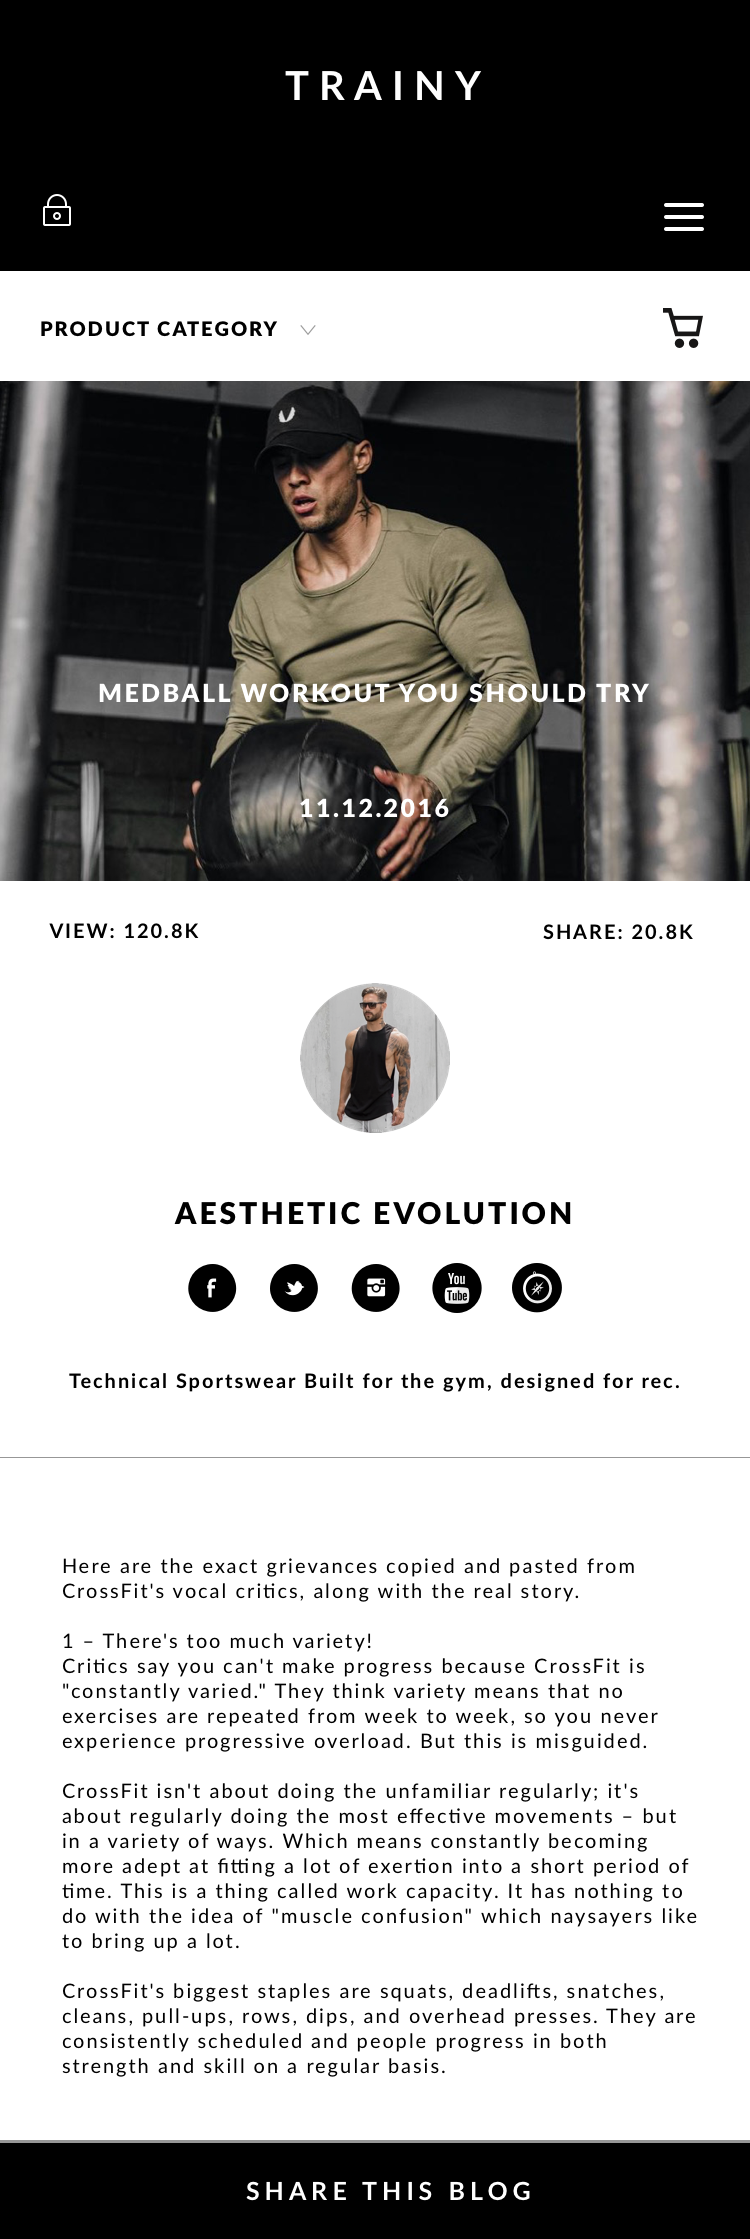 TRAINY
PRODUCT CATEGORY
MEDBALL WORKOUT YOU SHOULD TRY
11.12.2016
VIEW: 120.8K
SHARE: 20.8K
AESTHETIC EVOLUTION
f
You
Tube
Technical Sportswear Built for the gym, designed for rec.
Here are the exact grievances copied and pasted from
CrossFit's vocal critics, along with the real story.
1 – There's too much variety!
Critics say you can't make progress because CrossFit is
"constantly varied." They think variety means that no
exercises are repeated from week to week, so you never
experience progressive overload. But this is misguided.
CrossFit isn't about doing the unfamiliar regularly; it's
about regularly doing the most effective movements – but
in a variety of ways. Which means constantly becoming
more adept at fitting a lot of exertion into a short period of
time. This is a thing called work capacity. It has nothing to
do with the idea of "muscle confusion" which naysayers like
to bring up a lot.
CrossFit's biggest staples are squats, deadlifts, snatches,
cleans, pull-ups, rows, dips, and overhead presses. They are
consistently scheduled and people progress in both
strength and skill on a regular basis.
SHARE THIS BLOG